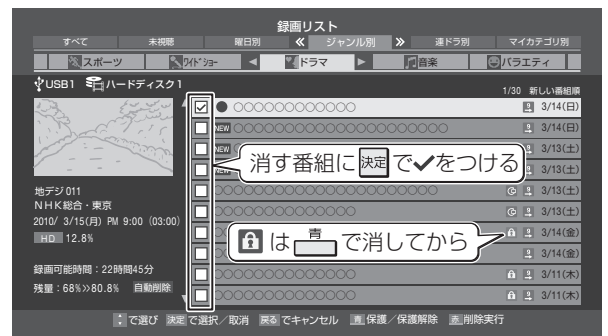 録画リスト
すべて 未視聴 曜日別 ≪ ジャンル別 ≫ 連ドラ別 マイカテゴリ別
スポーツ ワイドショー ◀ ドラマ ▶ 音楽 バラエティ
USB1 ハードディスク1
1/30 新しい番組順
● ○○○○○○○○○○○○ 3/14(日)
NEW ○○○○○○○○○○○○○○○○○○○○○ 3/14(日)
NEW 3/13(土)
NEW 3/13(土)
消す番組に 決定 で✓をつける
地デジ011
NHK総合・東京
2010/ 3/15(月) PM 9:00 (03:00)
HD 12.8%
○○○○○○○○○○○○○○○○○○○○○ 3/13(土)
○○○○○○○○○○○○○ 3/13(土)
3/14(金)
3/14(金)
は 青 で消してから
録画可能時間：22時間45分
残量：68%≫80.8% 自動削除
○○○○○○○○○○○○○ 3/11(木)
○○○○○○○○○○○○○ 3/11(木)
で選び 決定 で選択／取消 戻る でキャンセル 青 保護／保護解除 赤 削除実行